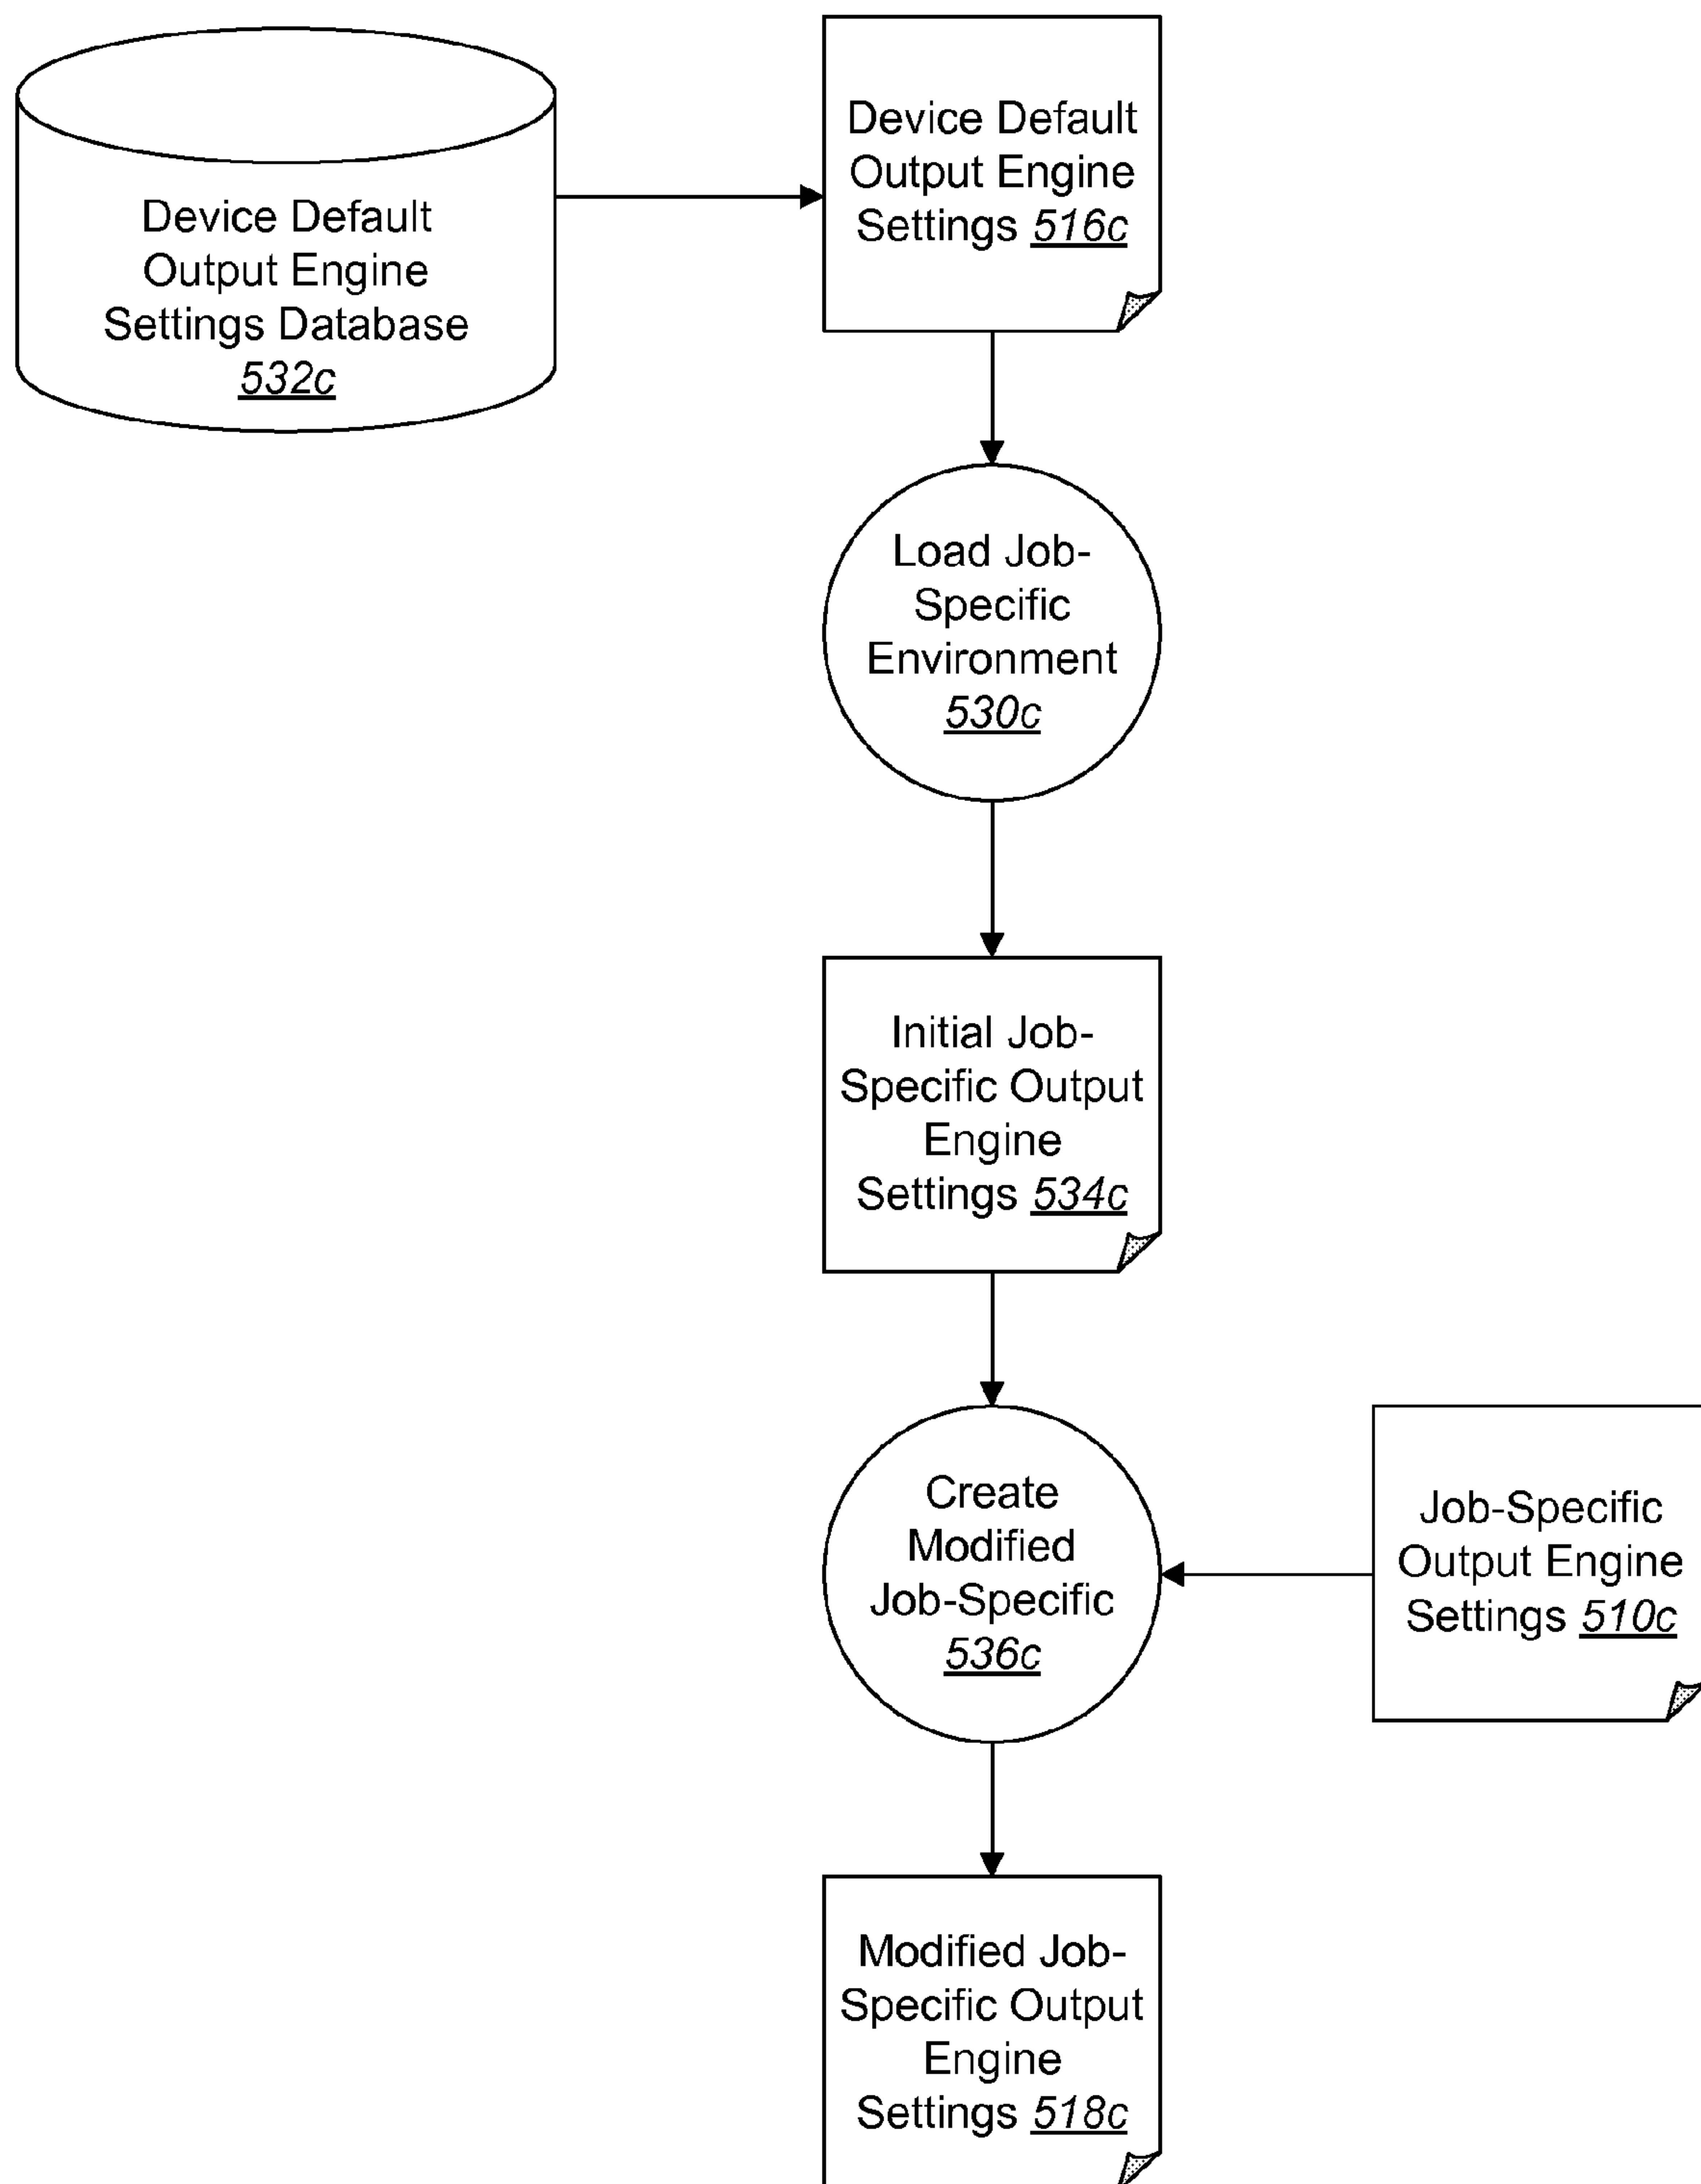 Device Default
Output Engine
Settings Database
532c
Device Default
Output Engine
Settings 516c
Load Job-
Specific
Environment
530c
Initial Job-
Specific Output
Engine
Settings 534c
Create
Modified
Job-Specific
536c
Job-Specific
Output Engine
Settings 510c
Modified Job-
Specific Output
Engine
Settings 518c